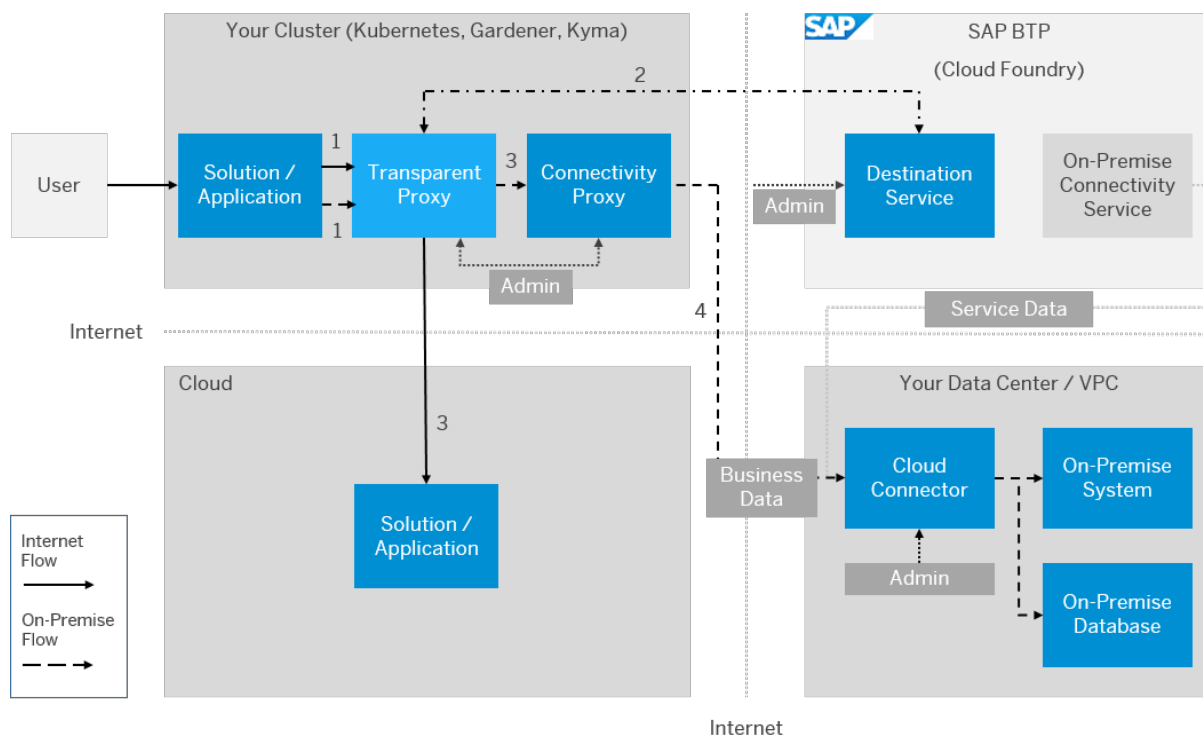 Your Cluster (Kubernetes, Gardener, Kyma)
SAP
SAP BTP
(Cloud Foundry)
2
User
Solution /
Application
1
1
Transparent
Proxy
3
Connectivity
Proxy
Admin
Destination
Service
On-Premise
Connectivity
Service
Admin
4
Service Data
Internet
Cloud
Your Data Center / VPC
3
Business
Data
Cloud
Connector
On-Premise
System
Solution /
Application
Admin
On-Premise
Database
Internet
Flow
On-Premise
Flow
Internet